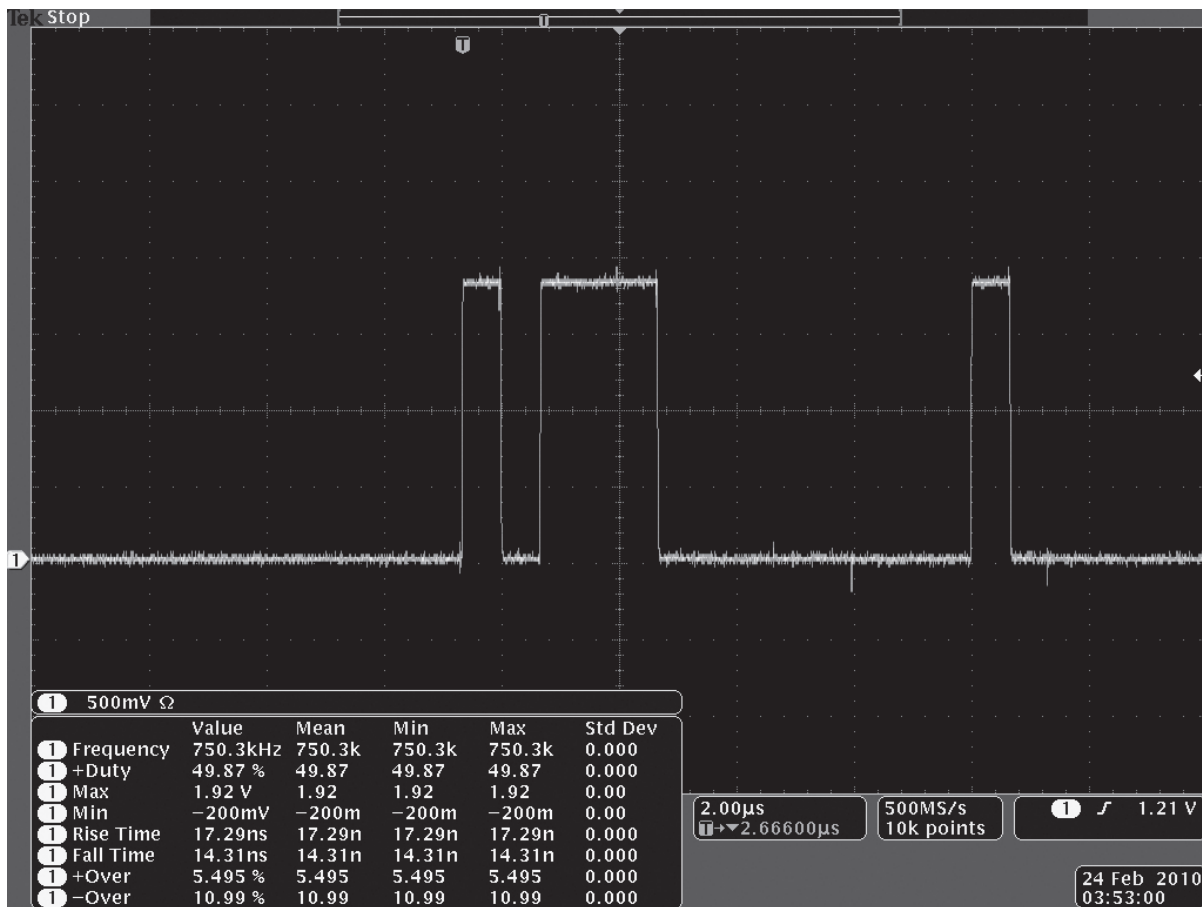 Tek Stop
T
T
1
1 500mV Ω
Value Mean Min Max Std Dev
1 Frequency 750.3kHz 750.3k 750.3k 750.3k 0.000
1 +Duty 49.87 % 49.87 49.87 49.87 0.000
1 Max 1.92 V 1.92 1.92 1.92 0.00
1 Min −200mV −200m −200m −200m 0.00
1 Rise Time 17.29ns 17.29n 17.29n 17.29n 0.000
1 Fall Time 14.31ns 14.31n 14.31n 14.31n 0.000
1 +Over 5.495 % 5.495 5.495 5.495 0.000
1 −Over 10.99 % 10.99 10.99 10.99 0.000
2.00µs
T→▼2.66600µs
500MS/s
10k points
1 ƒ 1.21 V
24 Feb 2010
03:53:00